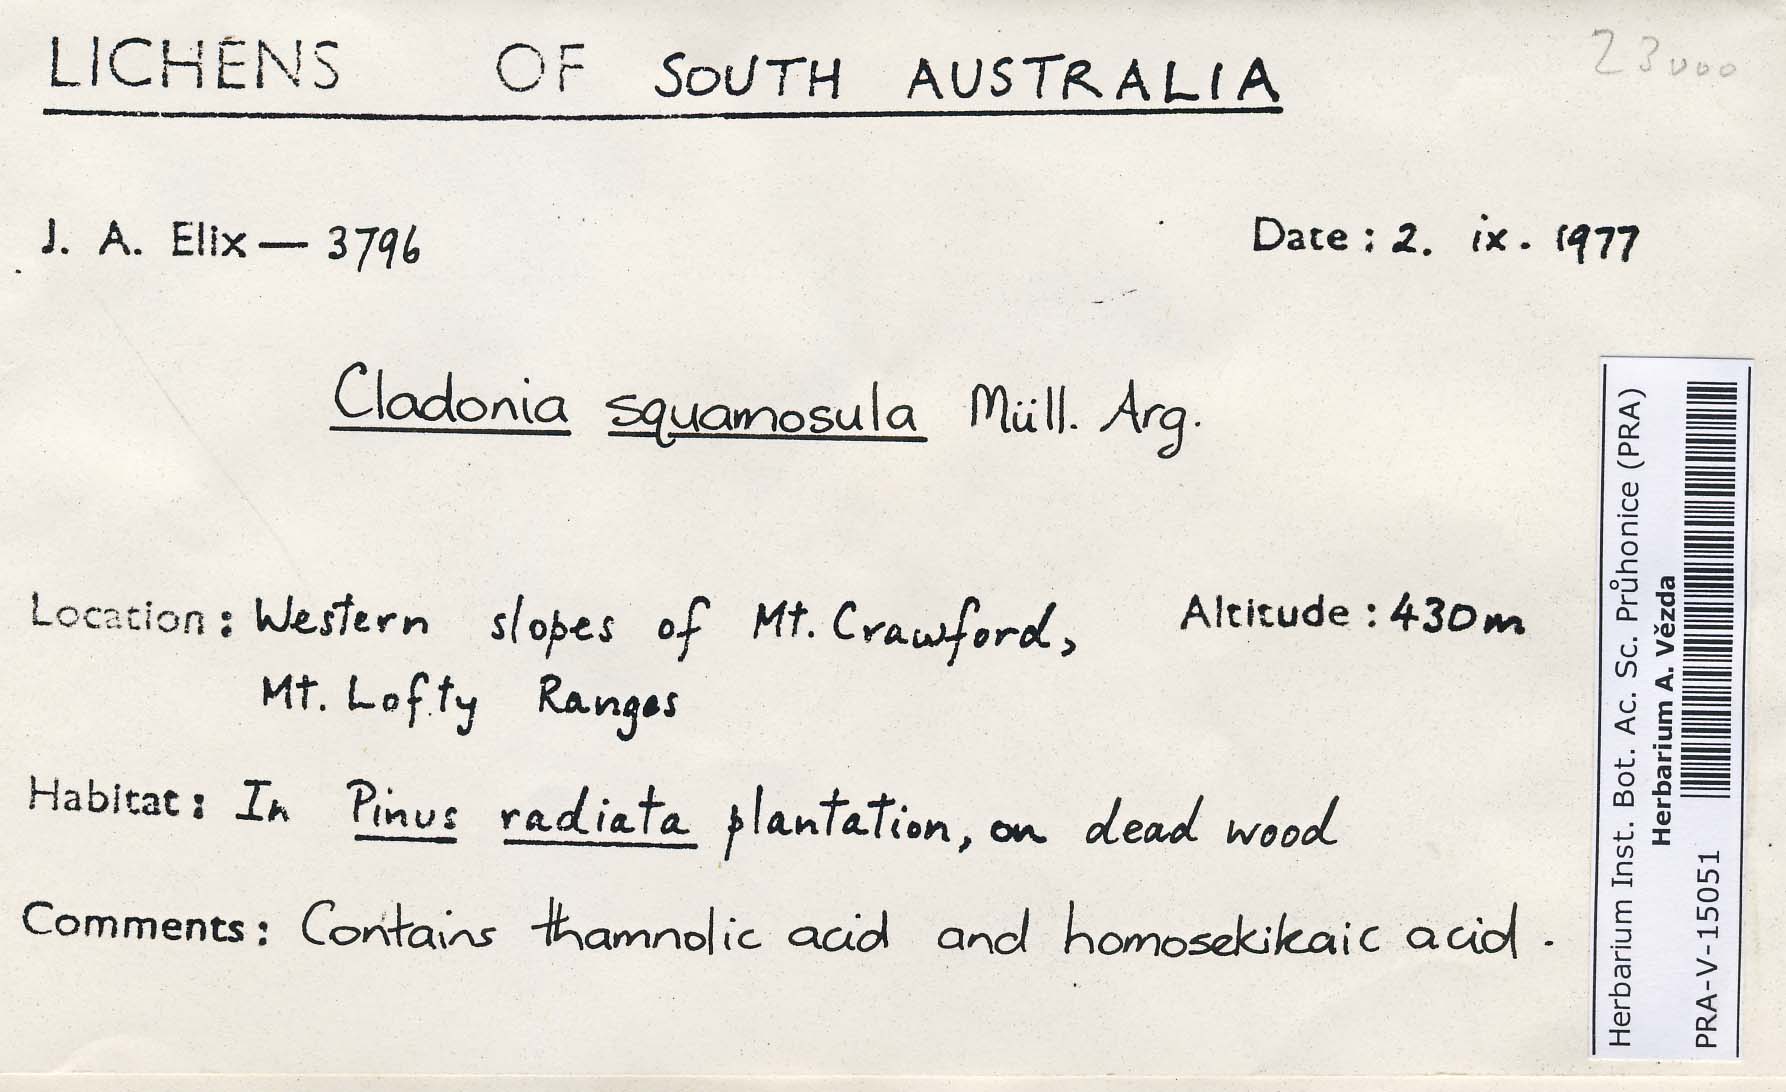 LICHENS OF SOUTH AUSTRALIA
23000
J. A. Elix — 3796
Date : 2. ix. 1977
Cladonia squamosula Müll. Arg.
Location : Western slopes of Mt. Crawford,
Mt. Lofty Ranges
Altitude : 430m
Habitat : In Pinus radiata plantation, on dead wood
Comments : Contains thamnolic acid and homosekikaic acid.
Herbarium Inst. Bot. Ac. Sc. Průhonice (PRA)
Herbarium A. Vězda
PRA-V-15051